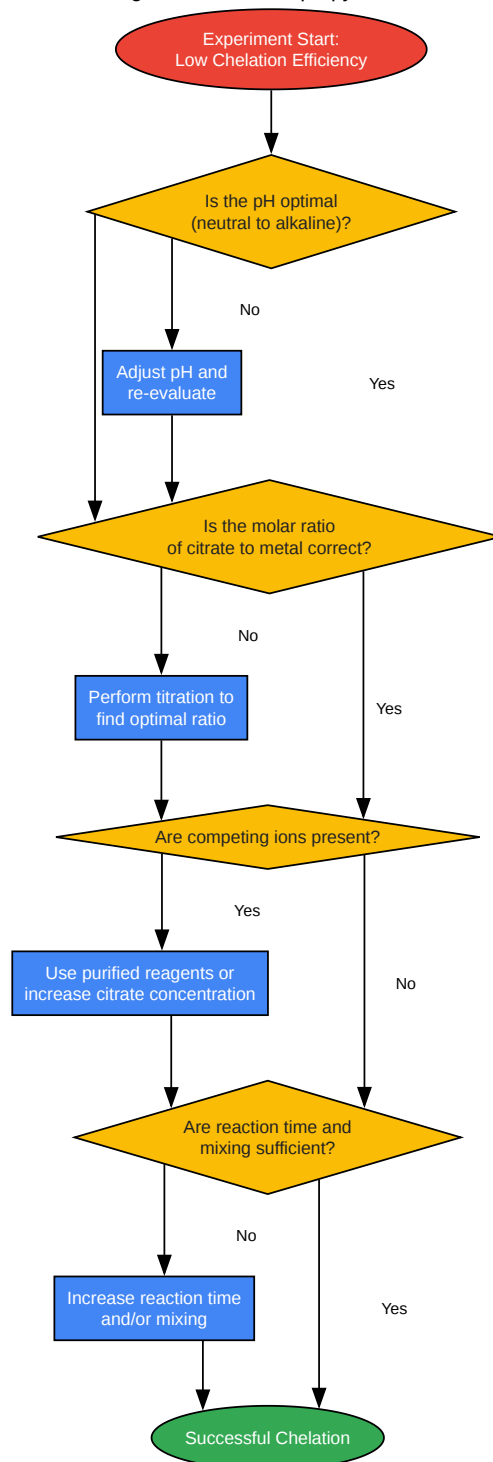 Experiment Start:
Low Chelation Efficiency
Is the pH optimal
(neutral to alkaline)?
No
Adjust pH and
re-evaluate
Yes
Is the molar ratio
of citrate to metal correct?
No
Perform titration to
find optimal ratio
Yes
Are competing ions present?
Yes
Use purified reagents or
increase citrate concentration
No
Are reaction time and
mixing sufficient?
No
Increase reaction time
and/or mixing
Yes
Successful Chelation